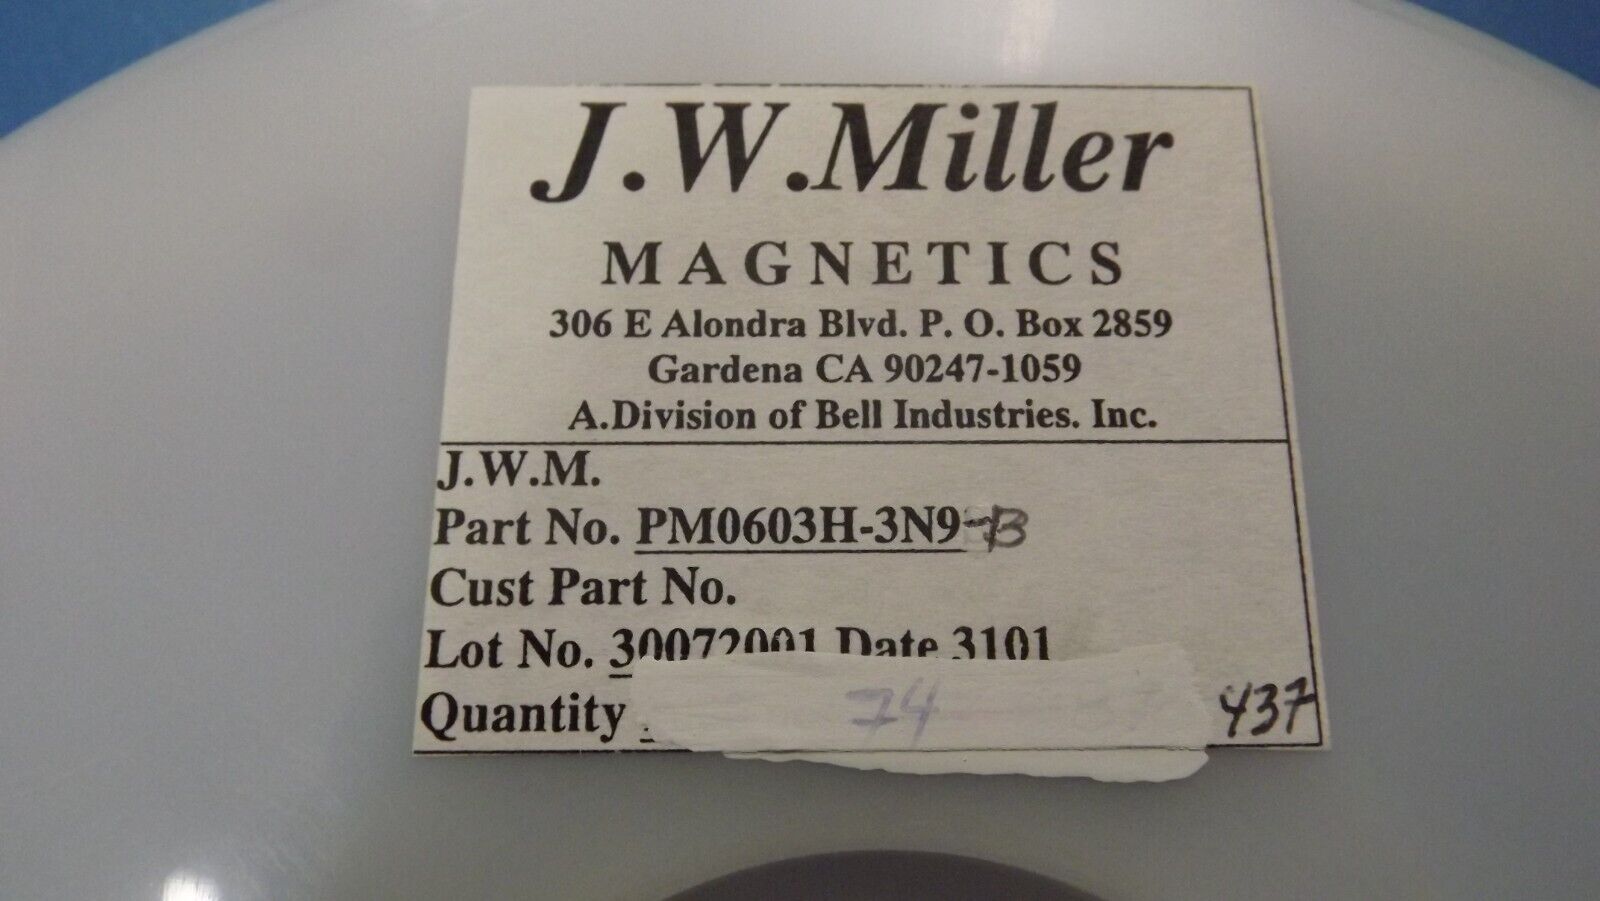 J.W.Miller
MAGNETICS
306 E Alondra Blvd. P. O. Box 2859
Gardena CA 90247-1059
A.Division of Bell Industries. Inc.
J.W.M.
Part No. PM0603H-3N9-B
Cust Part No.
Lot No. 30072001 Date 3101
Quantity 74 437